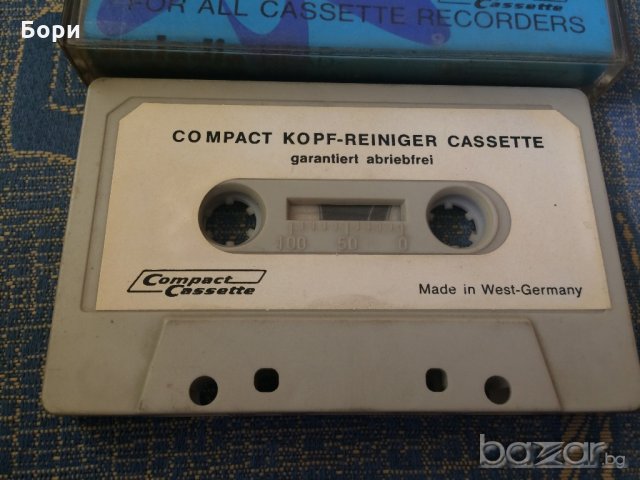 Бори
Compact
Cassette
FOR ALL CASSETTE RECORDERS
COMPACT KOPF-REINIGER CASSETTE
garantiert abriebfrei
100 50 0
Compact
Cassette
Made in West-Germany
bazar.bg